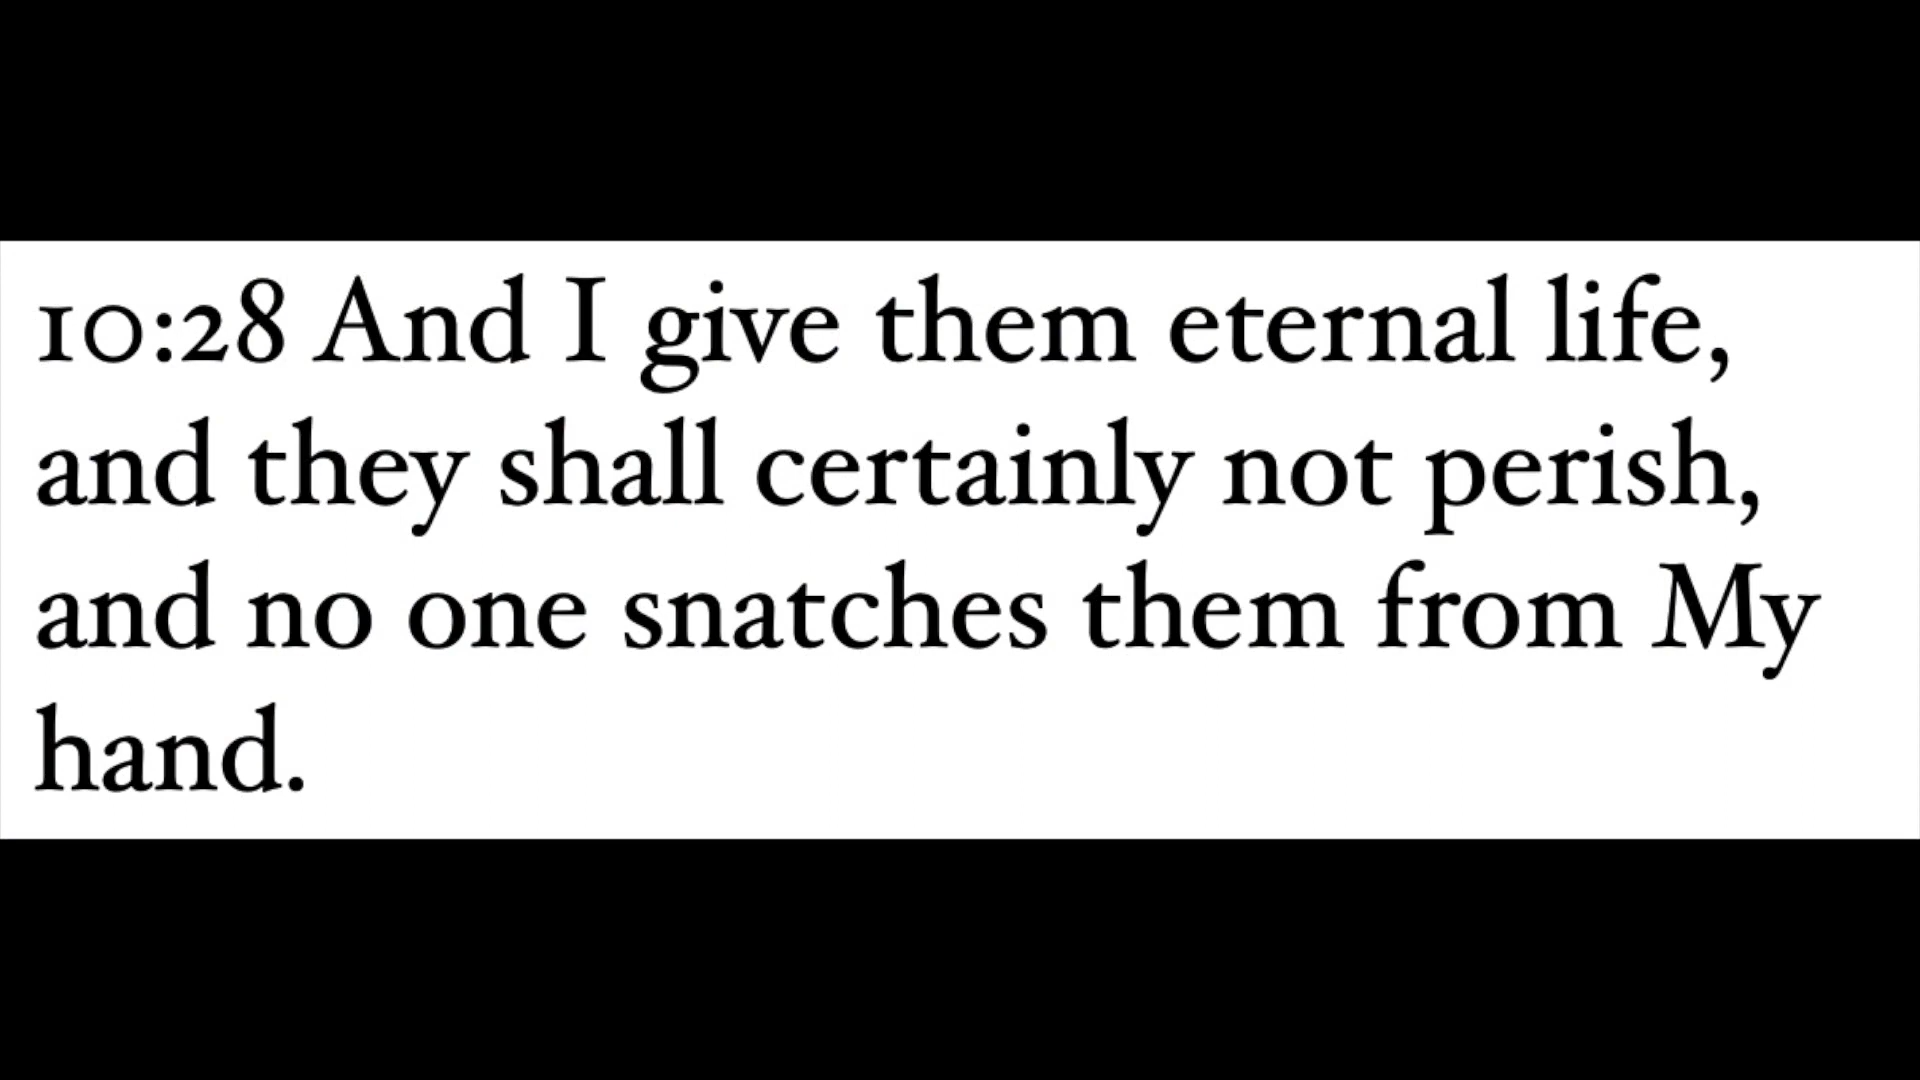 10:28 And I give them eternal life,
and they shall certainly not perish,
and no one snatches them from My
hand.